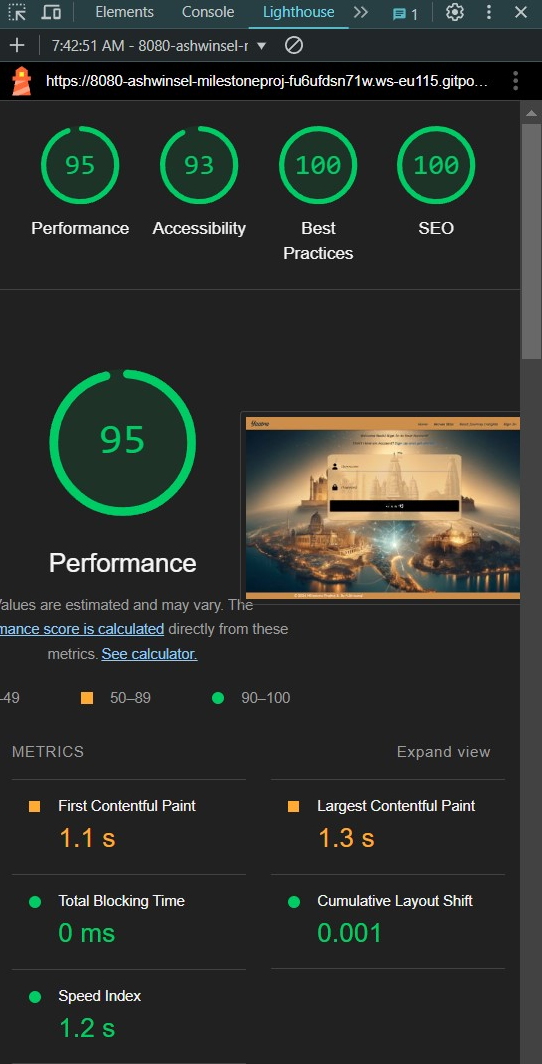 Elements Console Lighthouse 1
7:42:51 AM - 8080-ashwinsel-r
https://8080-ashwinsel-milestoneproj-fu6ufdsn71w.ws-eu115.gitpo…
95 93 100 100
Performance Accessibility Best Practices SEO
95
Home
Performance
Values are estimated and may vary. The
mance score is calculated directly from these
metrics. See calculator.
–49 50–89 90–100
METRICS Expand view
First Contentful Paint Largest Contentful Paint
1.1 s 1.3 s
Total Blocking Time Cumulative Layout Shift
0 ms 0.001
Speed Index
1.2 s